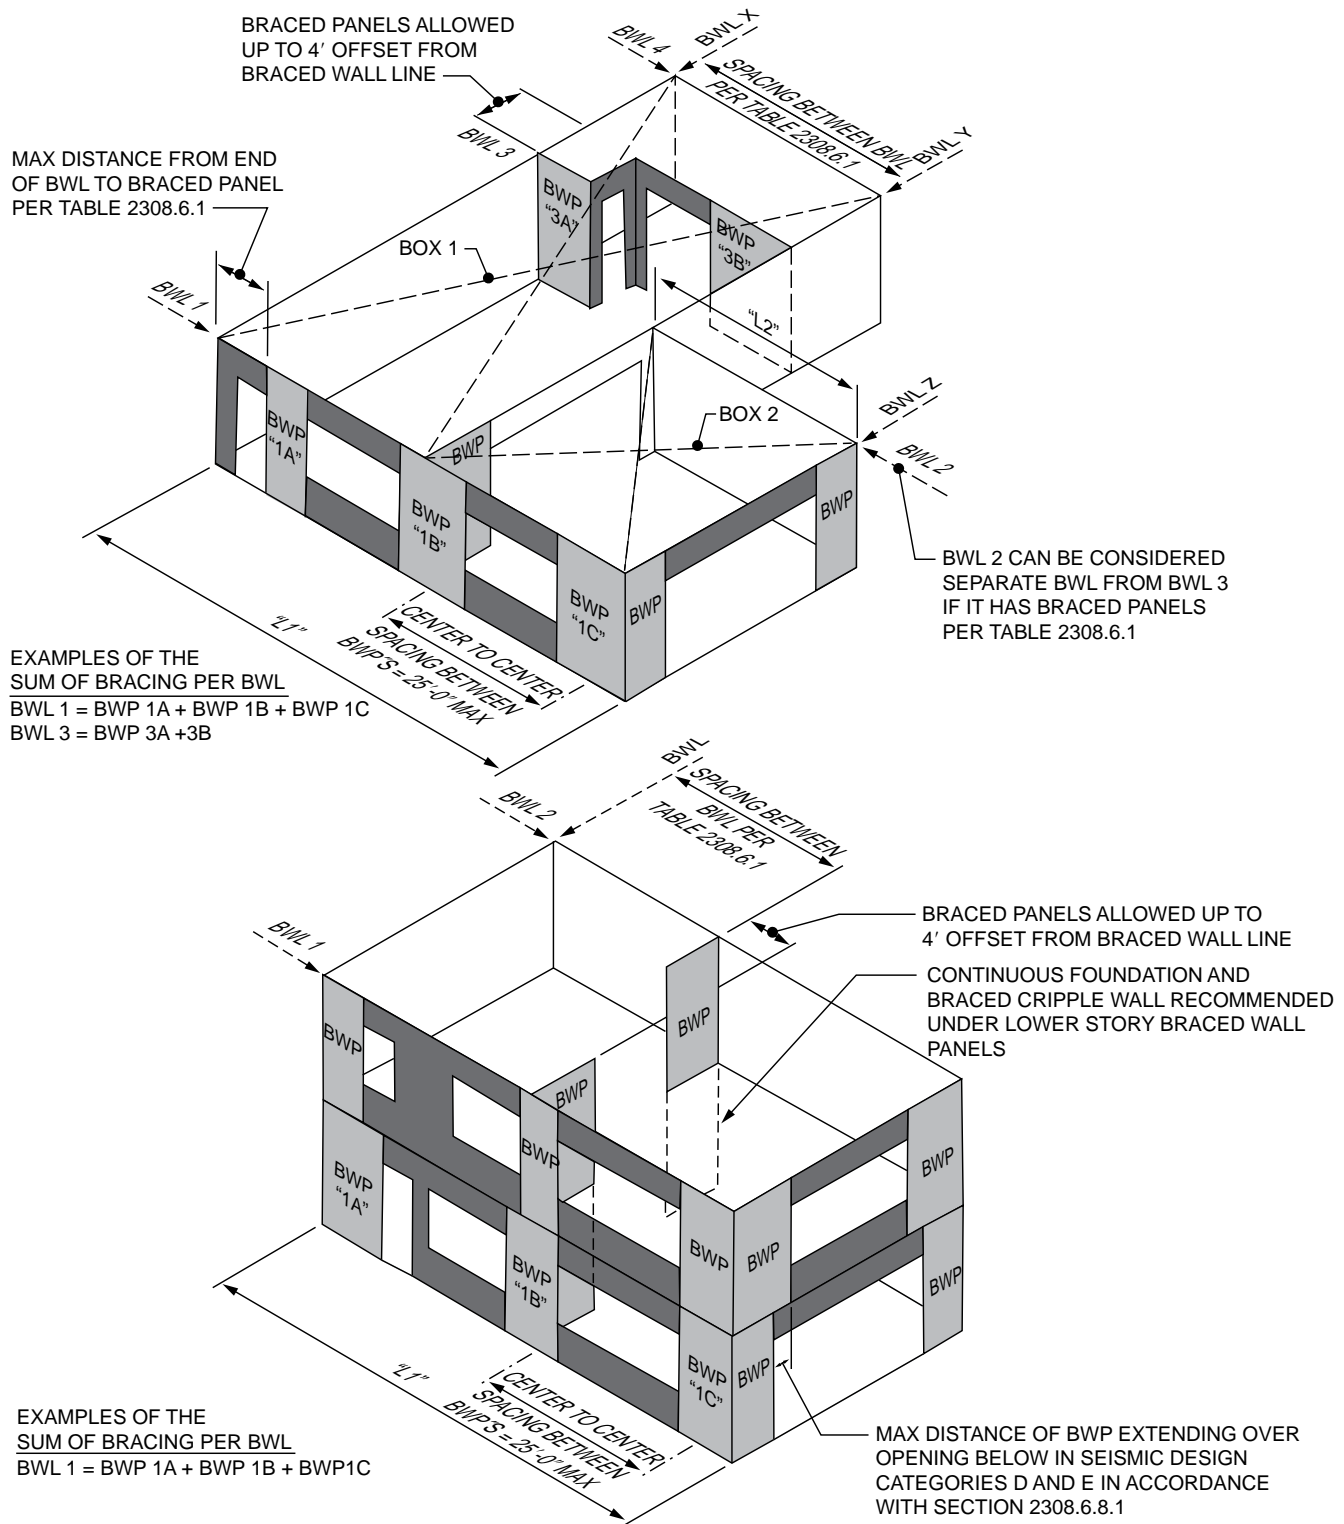 BRACED PANELS ALLOWED
UP TO 4′ OFFSET FROM
BRACED WALL LINE
BWL 4
BWL X
SPACING BETWEEN BWL
PER TABLE 2308.6.1
BWL Y
BWL 3
MAX DISTANCE FROM END
OF BWL TO BRACED PANEL
PER TABLE 2308.6.1
BWP
“3A”
BWP
“3B”
BOX 1
BWL 1
“L2”
BWL Z
BOX 2
BWL 2
BWP
“1A”
BWP
BWP
“1B”
BWP
BWP
“1C”
BWP
BWL 2 CAN BE CONSIDERED
SEPARATE BWL FROM BWL 3
IF IT HAS BRACED PANELS
PER TABLE 2308.6.1
“L1”
CENTER TO CENTER
SPACING BETWEEN
BWP'S = 25′-0″ MAX
EXAMPLES OF THE
SUM OF BRACING PER BWL
BWL 1 = BWP 1A + BWP 1B + BWP 1C
BWL 3 = BWP 3A +3B
BWL
BWL 2
SPACING BETWEEN
BWL PER
TABLE 2308.6.1
BWL 1
BRACED PANELS ALLOWED UP TO
4′ OFFSET FROM BRACED WALL LINE
CONTINUOUS FOUNDATION AND
BRACED CRIPPLE WALL RECOMMENDED
UNDER LOWER STORY BRACED WALL
PANELS
BWP
BWP
BWP
BWP
BWP
BWP
BWP
BWP
“1A”
BWP
“1B”
BWP
“1C”
BWP
BWP
“L1”
CENTER TO CENTER
SPACING BETWEEN
BWP'S = 25′-0″ MAX
EXAMPLES OF THE
SUM OF BRACING PER BWL
BWL 1 = BWP 1A + BWP 1B + BWP1C
MAX DISTANCE OF BWP EXTENDING OVER
OPENING BELOW IN SEISMIC DESIGN
CATEGORIES D AND E IN ACCORDANCE
WITH SECTION 2308.6.8.1